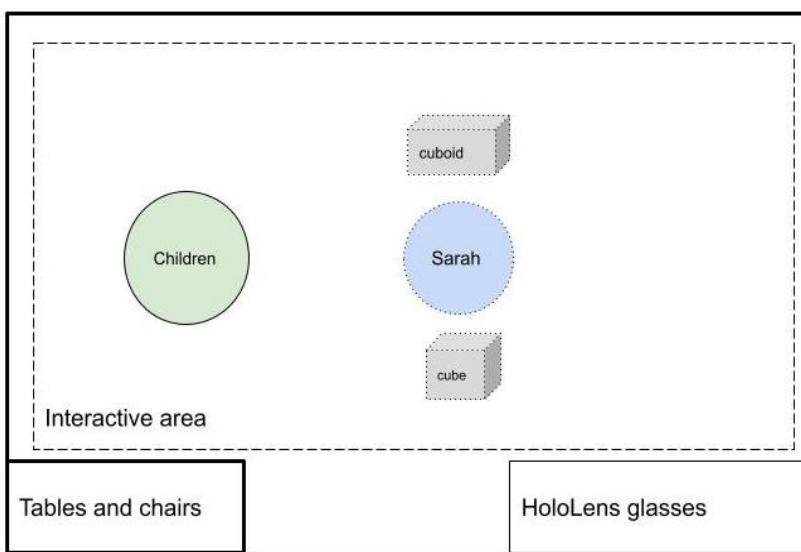 cuboid
Children
Sarah
cube
Interactive area
Tables and chairs
HoloLens glasses